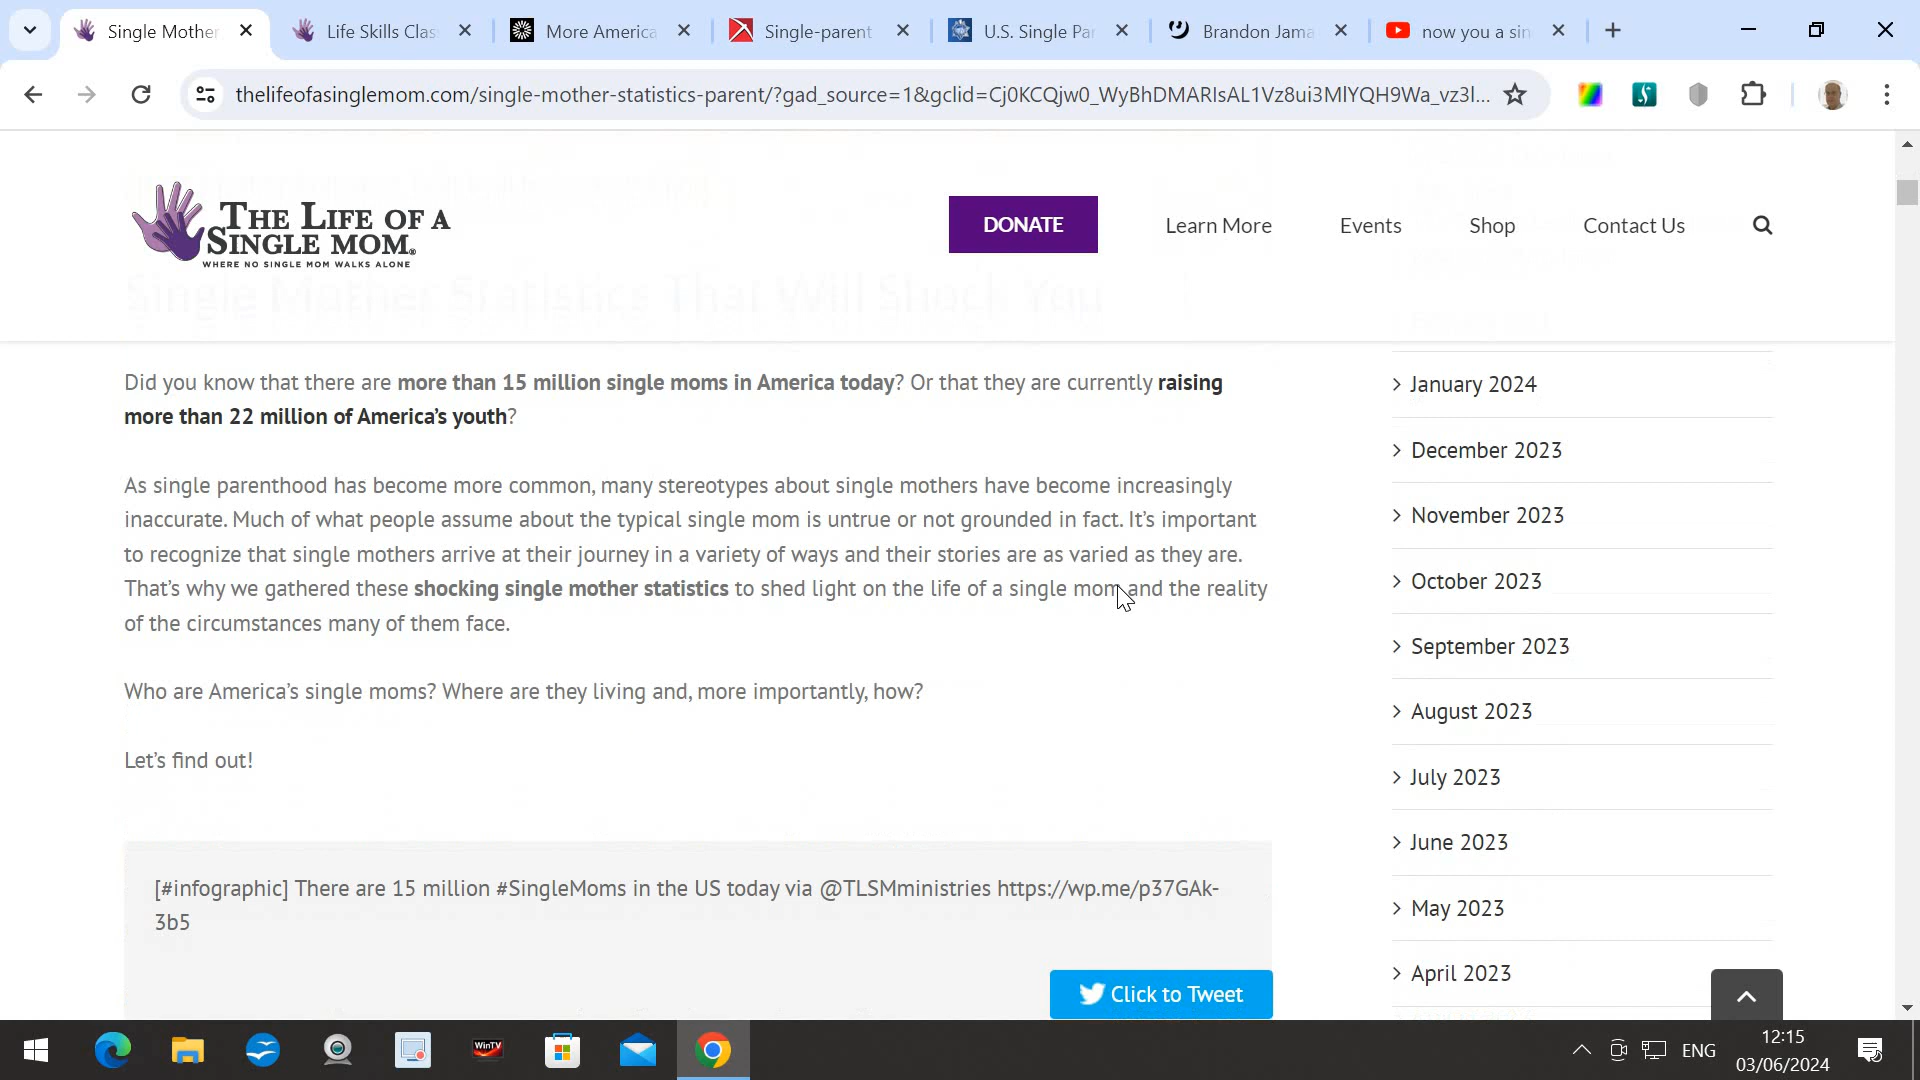 Single Mother
Life Skills Clas
More America
Single-parent
U.S. Single Par
Brandon Jama
now you a sin
thelifeofasinglemom.com/single-mother-statistics-parent/?gad_source=1&gclid=Cj0KCQjw0_WyBhDMARIsAL1Vz8ui3MlYQH9Wa_vz3l...
THE LIFE OF A
SINGLE MOM.
WHERE NO SINGLE MOM WALKS ALONE
DONATE
Learn More
Events
Shop
Contact Us
Single Mother Statistics That Will Shock You
Did you know that there are more than 15 million single moms in America today? Or that they are currently raising
more than 22 million of America's youth?
As single parenthood has become more common, many stereotypes about single mothers have become increasingly
inaccurate. Much of what people assume about the typical single mom is untrue or not grounded in fact. It's important
to recognize that single mothers arrive at their journey in a variety of ways and their stories are as varied as they are.
That's why we gathered these shocking single mother statistics to shed light on the life of a single mom and the reality
of the circumstances many of them face.
Who are America's single moms? Where are they living and, more importantly, how?
Let's find out!
[#infographic] There are 15 million #SingleMoms in the US today via @TLSMministries https://wp.me/p37GAk-
3b5
Click to Tweet
January 2024
December 2023
November 2023
October 2023
September 2023
August 2023
July 2023
June 2023
May 2023
April 2023
WinTV
ENG
12:15
03/06/2024